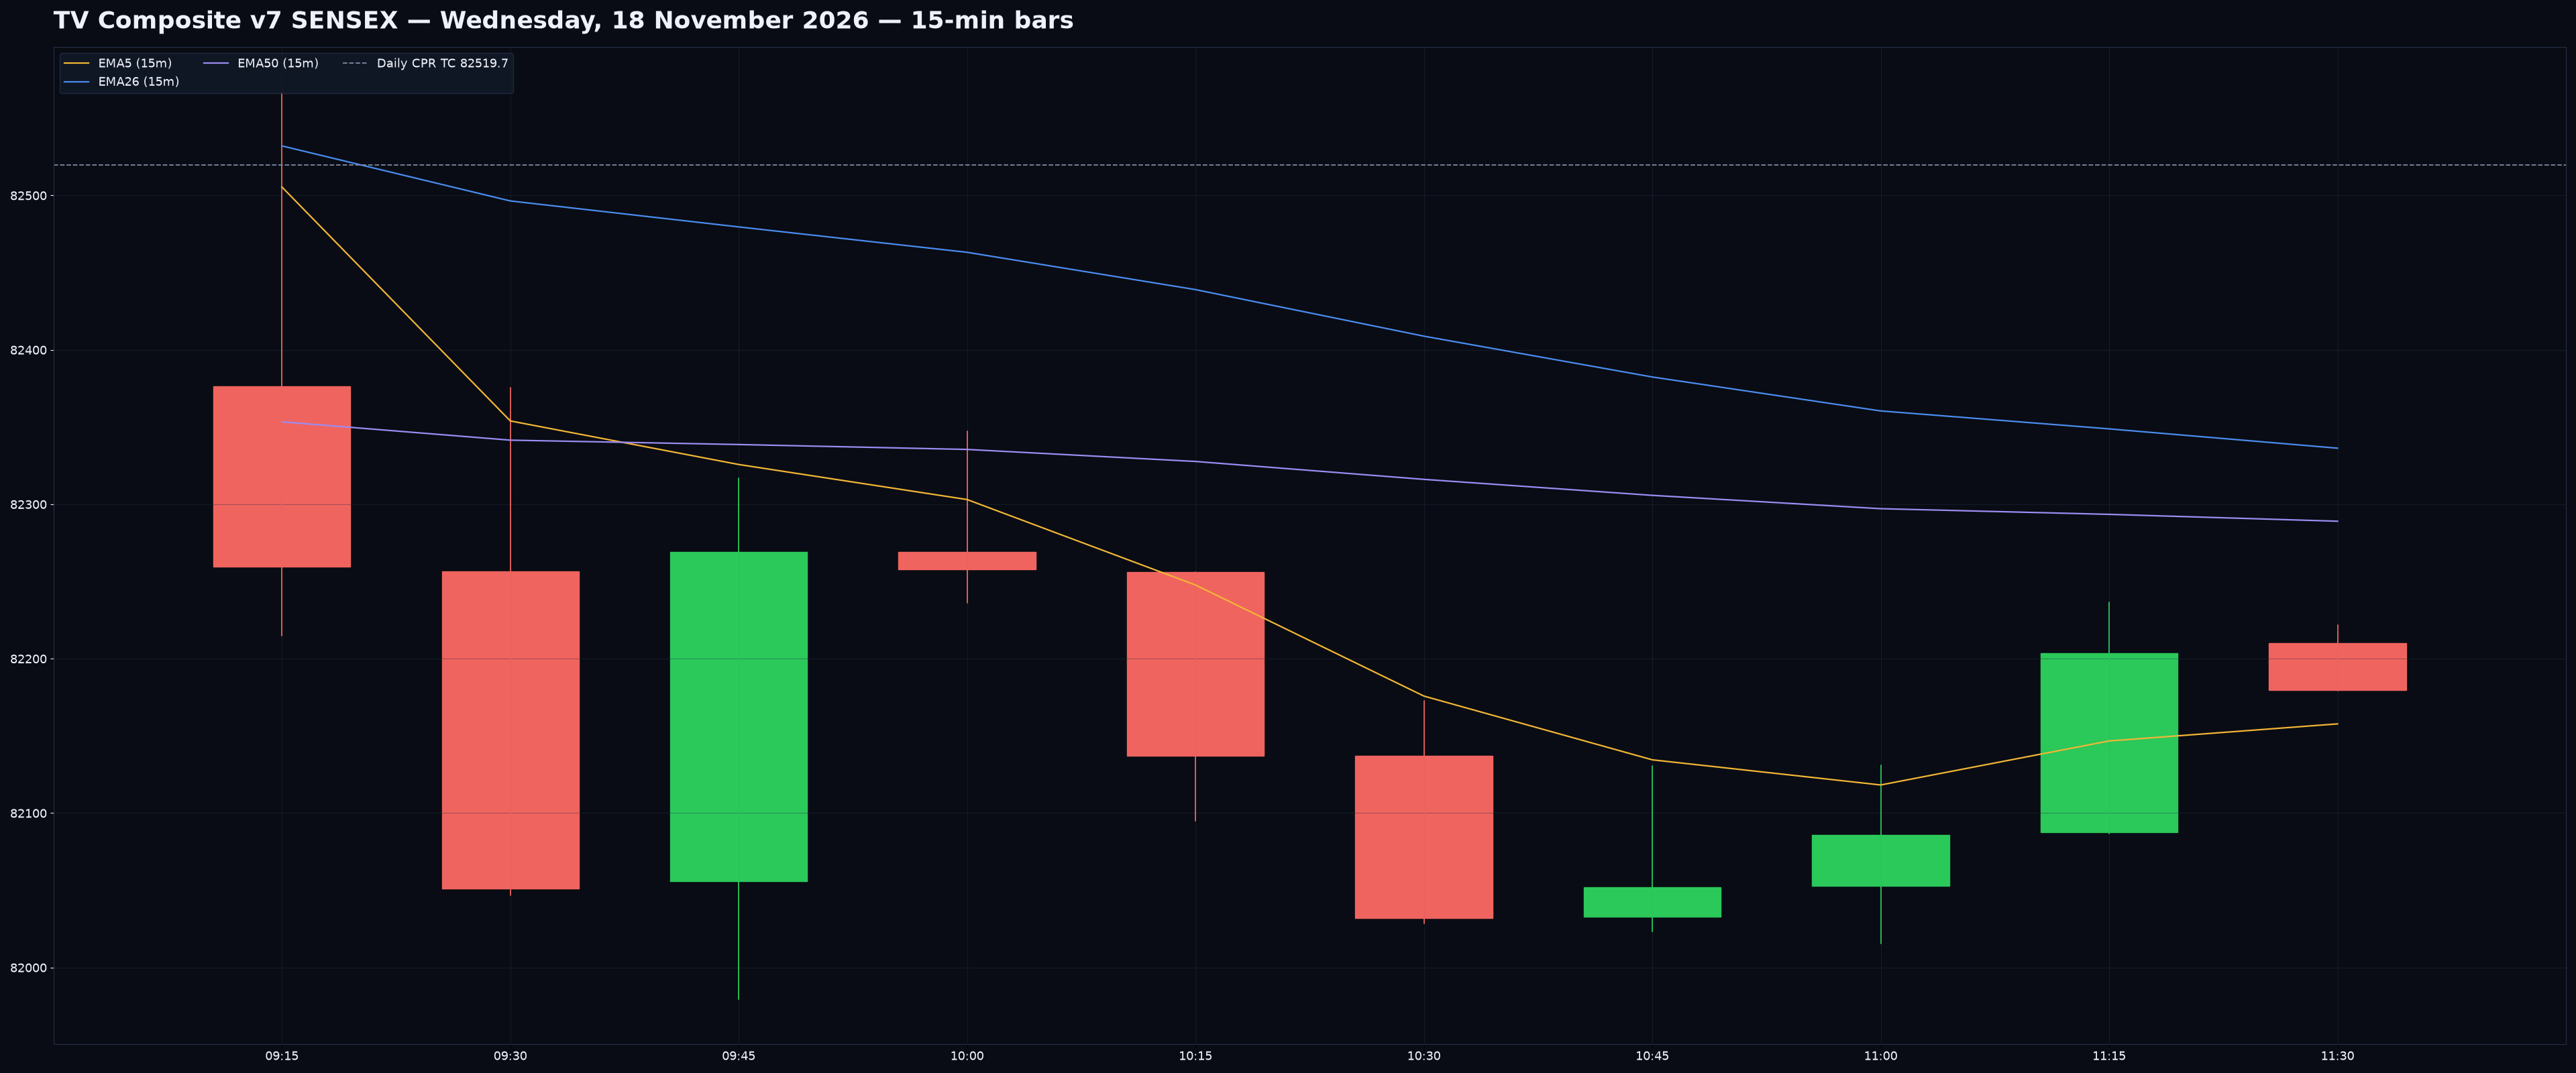 TV Composite v7 SENSEX — Wednesday, 18 November 2026 — 15-min bars
EMA5 (15m) EMA50 (15m) Daily CPR TC 82519.7
EMA26 (15m)
82500
82400
82300
82200
82100
82000
09:15 09:30 09:45 10:00 10:15 10:30 10:45 11:00 11:15 11:30